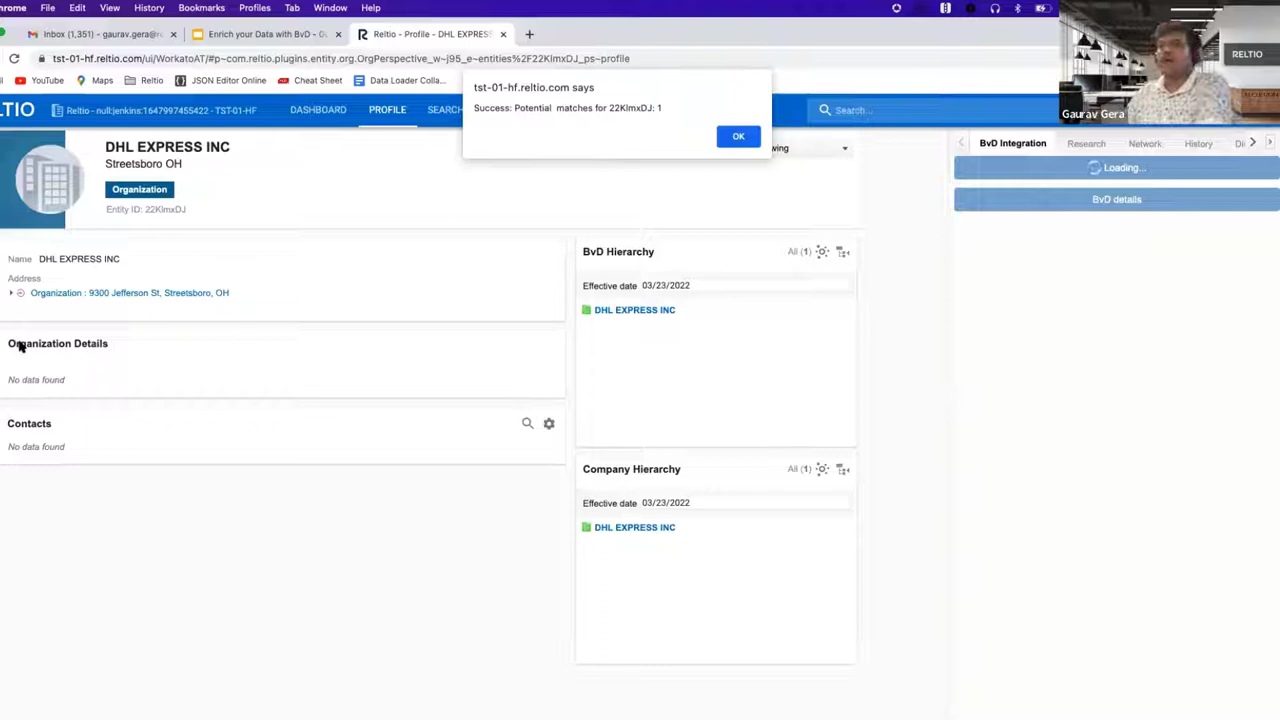 hrome File Edit View History Bookmarks Profiles Tab Window Help
Inbox (1,351) - gaurav.gera@r
Enrich your Data with BvD - G
Reltio - Profile - DHL EXPRESS
tst-01-hf.reltio.com/ui/WorkatoAT/#p~com.reltio.plugins.entity.org.OrgPerspective_w~j95_e~entities%2F22KlmxDJ_ps~profile
YouTube Maps Reltio JSON Editor Online Cheat Sheet Data Loader Colla...
LTIO Reltio - null:jenkins:1647997455422 - TST-01-HF DASHBOARD PROFILE SEARCH Search...
tst-01-hf.reltio.com says
Success: Potential matches for 22KlmxDJ: 1
OK
RELTIO
Gaurav Gera
DHL EXPRESS INC
Streetsboro OH
Organization
Entity ID: 22KlmxDJ
wing
BvD Integration Research Network History Di
Loading...
BvD details
Name DHL EXPRESS INC
Address
Organization : 9300 Jefferson St, Streetsboro, OH
Organization Details
No data found
Contacts
No data found
BvD Hierarchy All (1)
Effective date 03/23/2022
DHL EXPRESS INC
Company Hierarchy All (1)
Effective date 03/23/2022
DHL EXPRESS INC